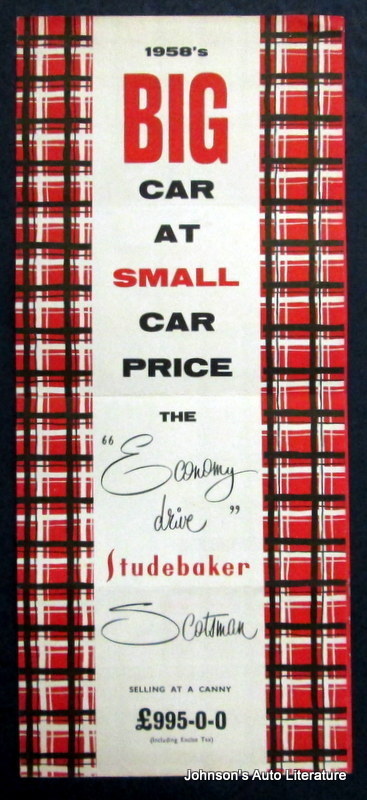 1958's
BIG
CAR
AT
SMALL
CAR
PRICE
THE
"Economy
drive"
Studebaker
Scotsman
SELLING AT A CANNY
£995-0-0
(Including Excise Tax)
Johnson's Auto Literature